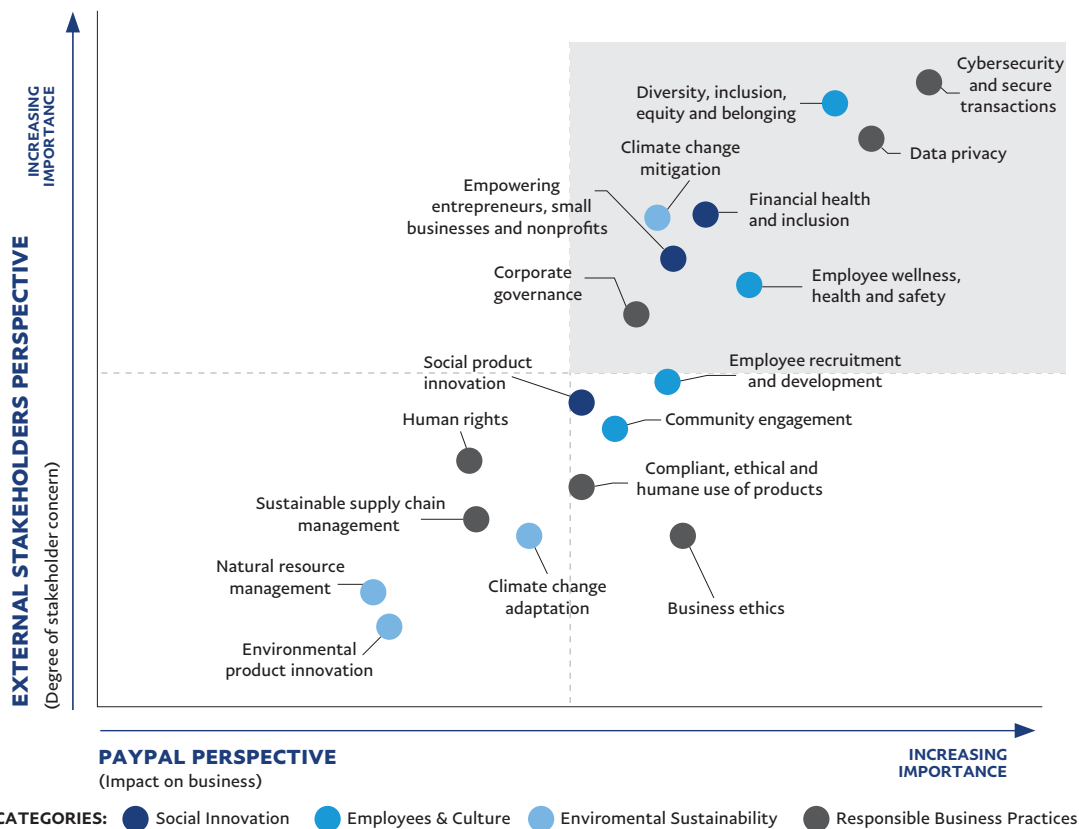 INCREASING
IMPORTANCE
EXTERNAL STAKEHOLDERS PERSPECTIVE
(Degree of stakeholder concern)
Cybersecurity
and secure
transactions
Diversity, inclusion,
equity and belonging
Data privacy
Climate change
mitigation
Empowering
entrepreneurs, small
businesses and nonprofits
Financial health
and inclusion
Corporate
governance
Employee wellness,
health and safety
Social product
innovation
Employee recruitment
and development
Human rights
Community engagement
Compliant, ethical and
humane use of products
Sustainable supply chain
management
Natural resource
management
Climate change
adaptation
Business ethics
Environmental
product innovation
PAYPAL PERSPECTIVE
(Impact on business)
INCREASING
IMPORTANCE
CATEGORIES: Social Innovation Employees & Culture Enviromental Sustainability Responsible Business Practices